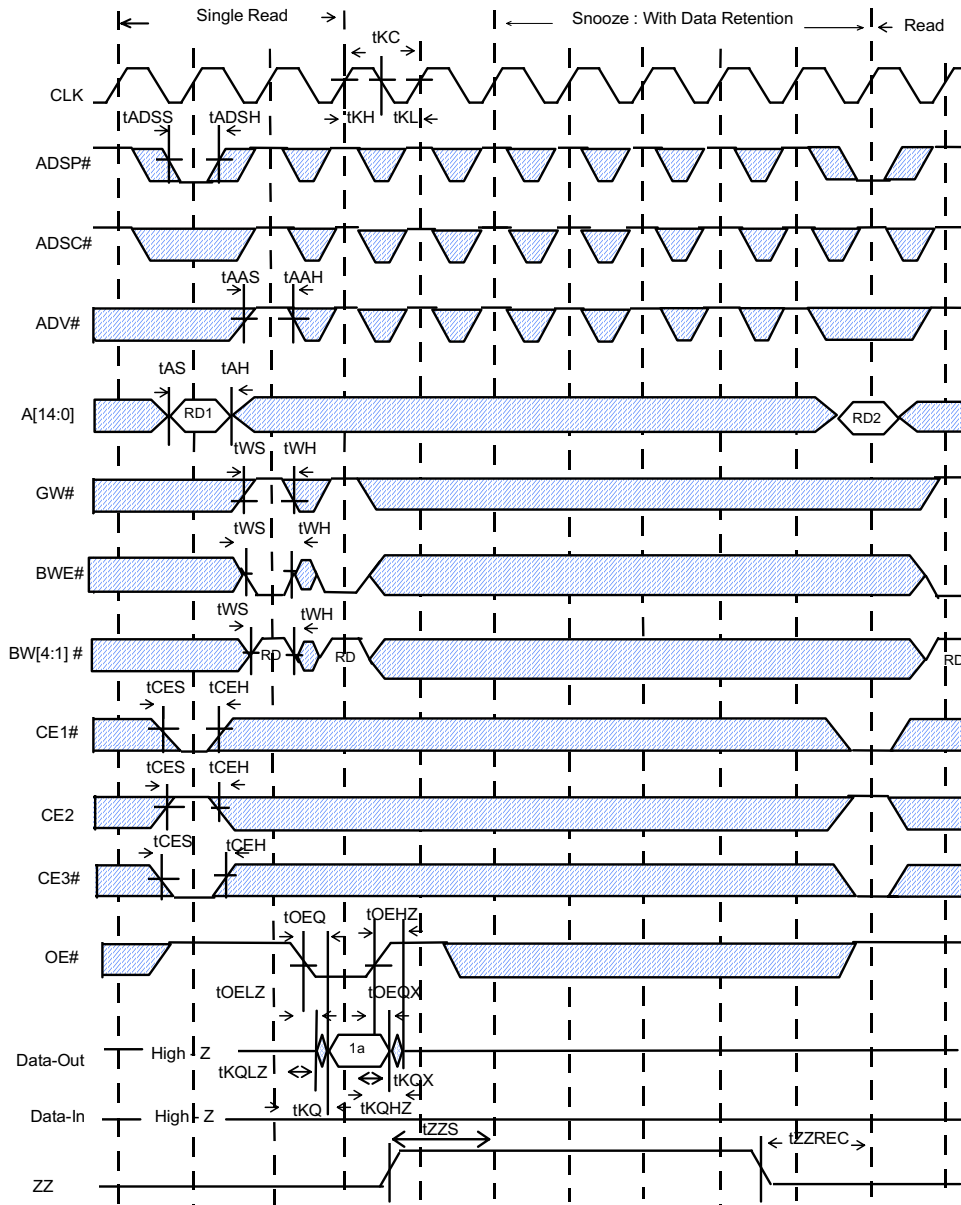 Single Read
Snooze : With Data Retention
Read
tKC
CLK
tADSS tADSH
tKH tKL
ADSP#
ADSC#
tAAS tAAH
ADV#
tAS tAH
A[14:0]
RD1
RD2
tWS tWH
GW#
tWS tWH
BWE#
tWS tWH
BW[4:1] #
RD
RD
RD
tCES tCEH
CE1#
tCES tCEH
CE2
tCES tCEH
CE3#
tOEQ tOEHZ
OE#
tOELZ tOEQX
Data-Out
High - Z
1a
tKQLZ tKQX
tKQ tKQHZ
Data-In
High - Z
tZZS
tZZREC
ZZ